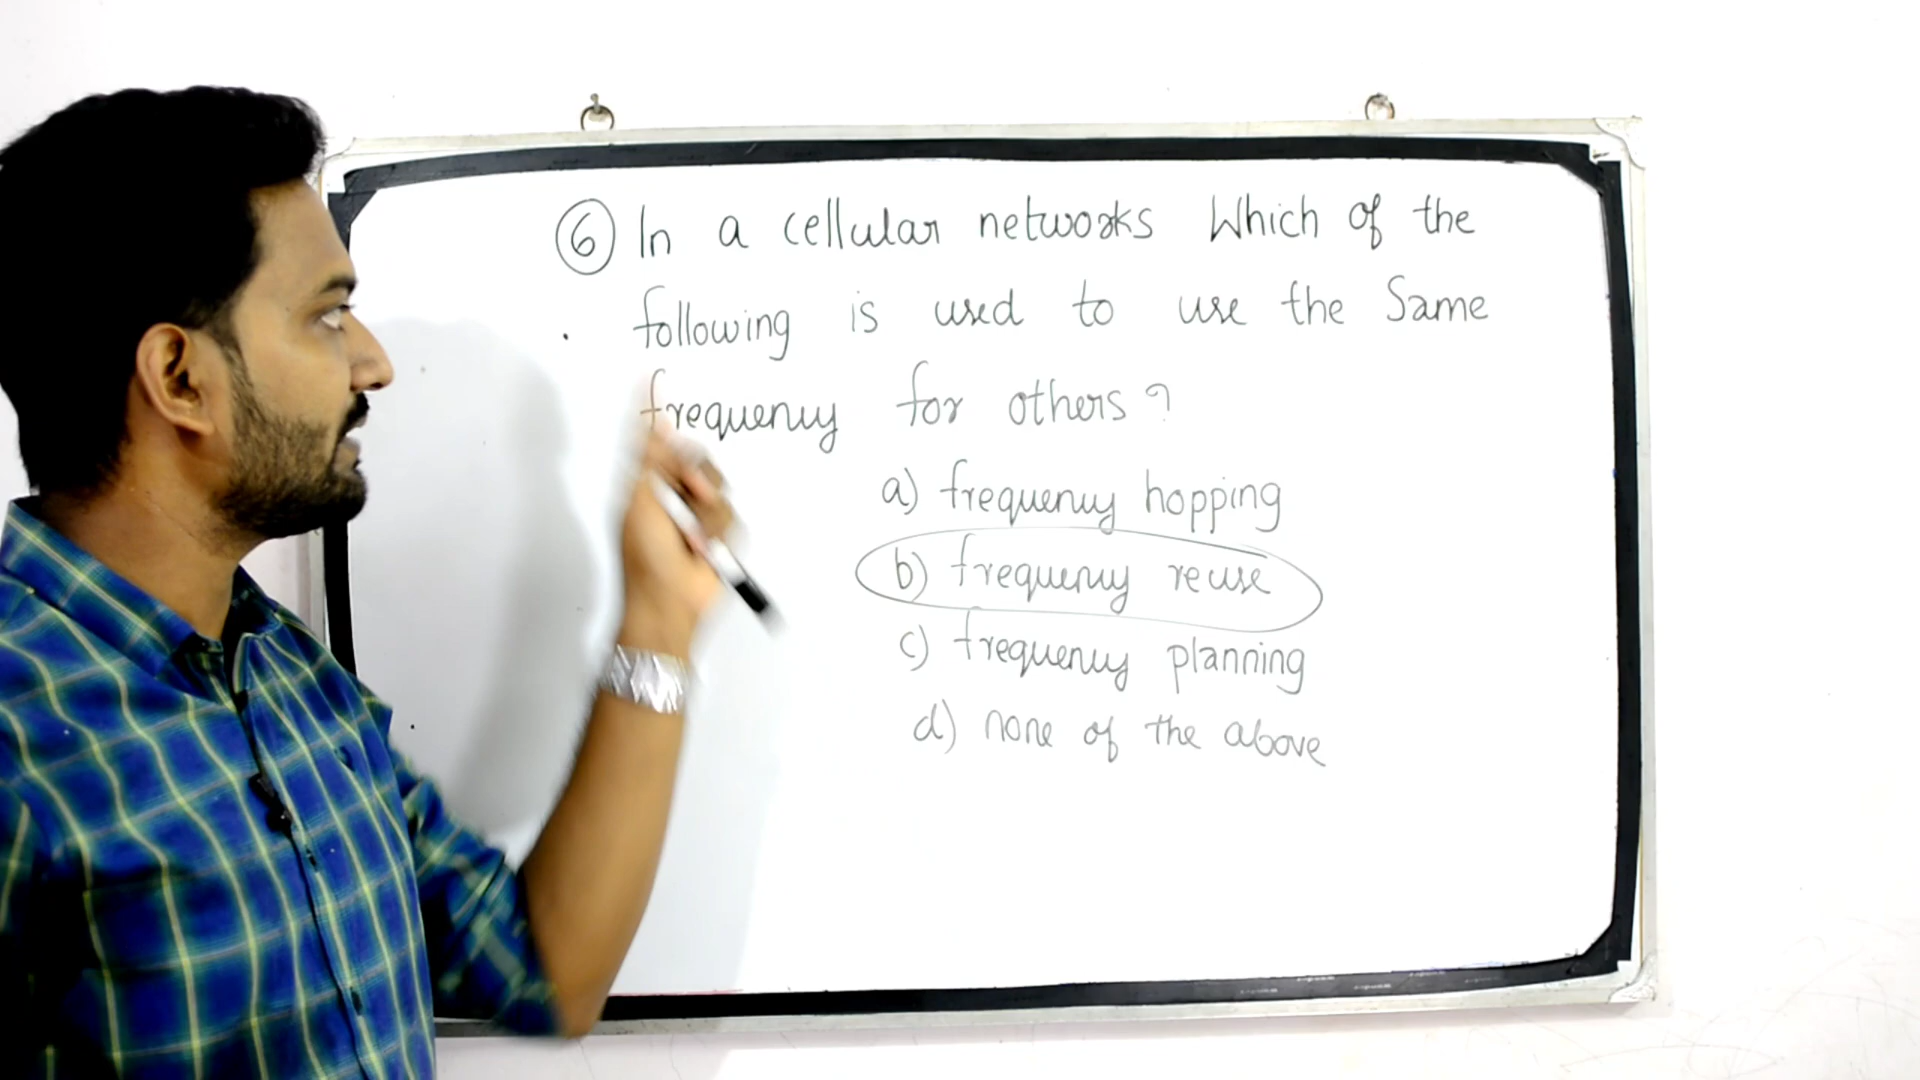 6 In a cellular networks Which of the
following is used to use the Same
frequency for others?
a) frequency hopping
b) frequency reuse
c) frequency planning
d) none of the above